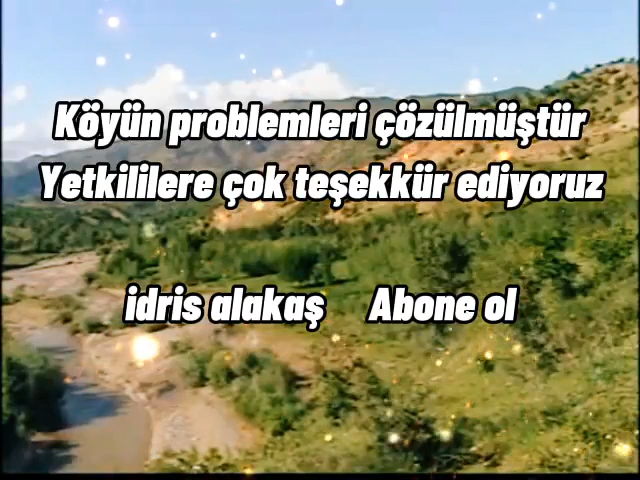 Köyün problemleri çözülmüştür
Yetkililere çok teşekkür ediyoruz
idris alakaş Abone ol